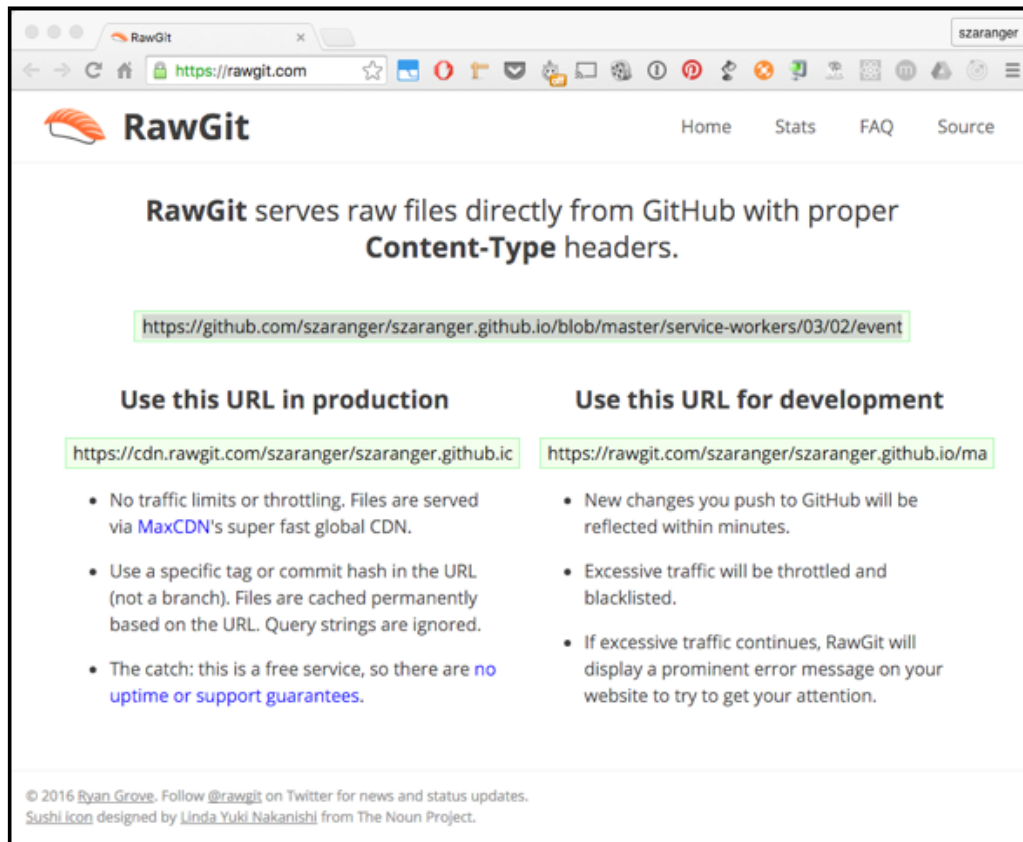 RawGit
szaranger
https://rawgit.com
RawGit
Home Stats FAQ Source
RawGit serves raw files directly from GitHub with proper
Content-Type headers.
https://github.com/szaranger/szaranger.github.io/blob/master/service-workers/03/02/event
Use this URL in production
https://cdn.rawgit.com/szaranger/szaranger.github.ic
• No traffic limits or throttling. Files are served
via MaxCDN's super fast global CDN.
• Use a specific tag or commit hash in the URL
(not a branch). Files are cached permanently
based on the URL. Query strings are ignored.
• The catch: this is a free service, so there are no
uptime or support guarantees.
Use this URL for development
https://rawgit.com/szaranger/szaranger.github.io/ma
• New changes you push to GitHub will be
reflected within minutes.
• Excessive traffic will be throttled and
blacklisted.
• If excessive traffic continues, RawGit will
display a prominent error message on your
website to try to get your attention.
© 2016 Ryan Grove. Follow @rawgit on Twitter for news and status updates.
Sushi icon designed by Linda Yuki Nakanishi from The Noun Project.